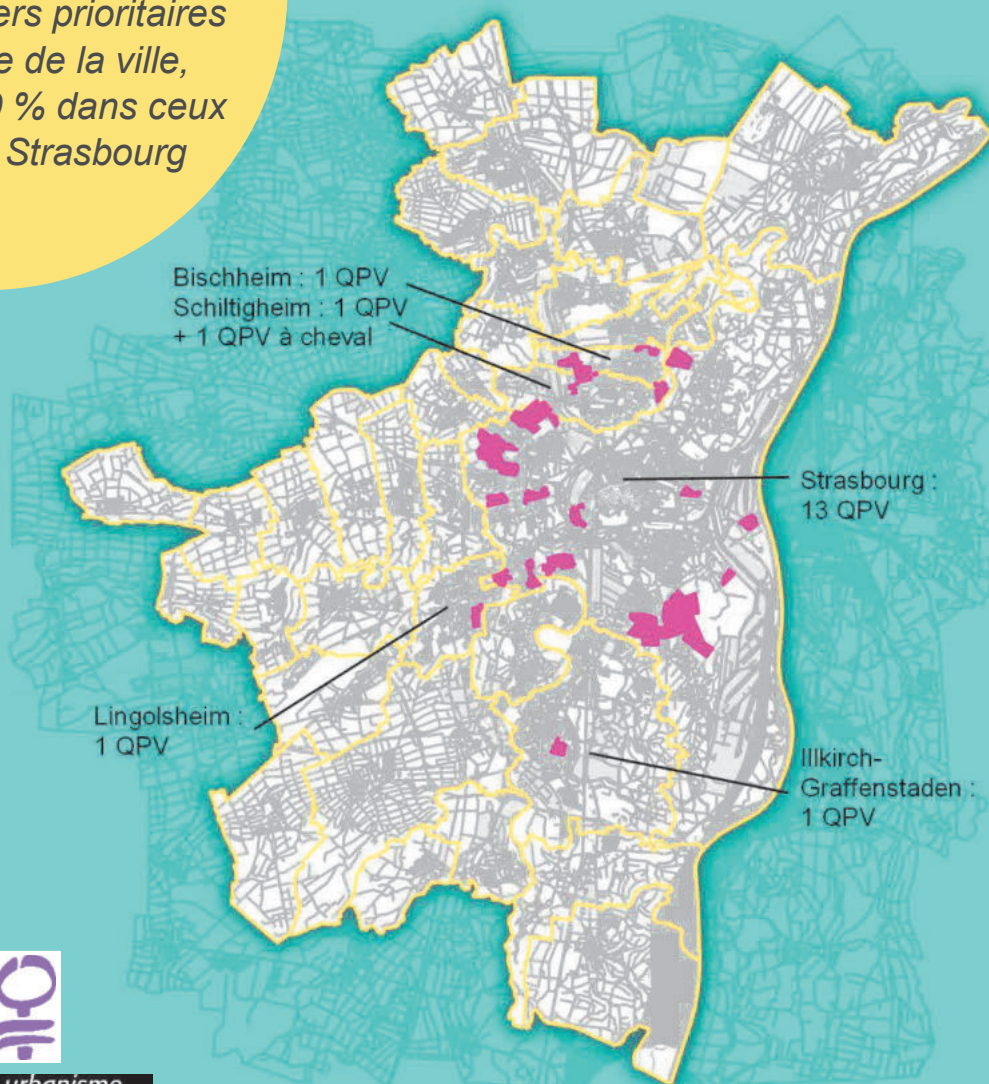 ers prioritaires
e de la ville,
% dans ceux
Strasbourg
Bischheim : 1 QPV
Schiltigheim : 1 QPV
+ 1 QPV à cheval
Strasbourg :
13 QPV
Lingolsheim :
1 QPV
Illkirch-
Graffenstaden :
1 QPV
urbanisme